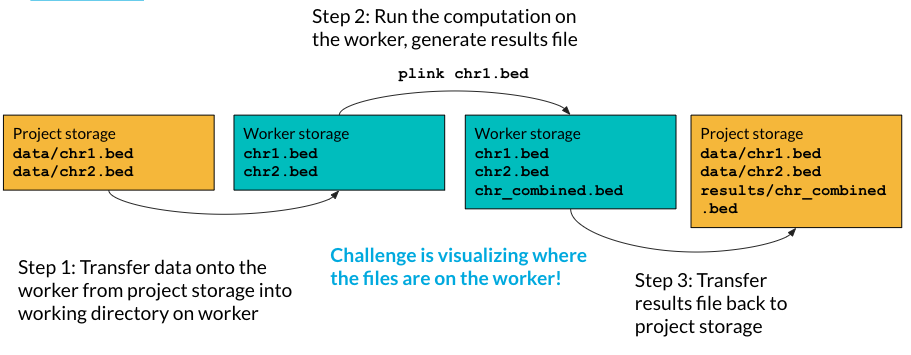 Step 2: Run the computation on
the worker, generate results file
plink chr1.bed
Project storage
data/chr1.bed
data/chr2.bed
Worker storage
chr1.bed
chr2.bed
Worker storage
chr1.bed
chr2.bed
chr_combined.bed
Project storage
data/chr1.bed
data/chr2.bed
results/chr_combined
.bed
Step 1: Transfer data onto the
worker from project storage into
working directory on worker
Challenge is visualizing where
the files are on the worker!
Step 3: Transfer
results file back to
project storage